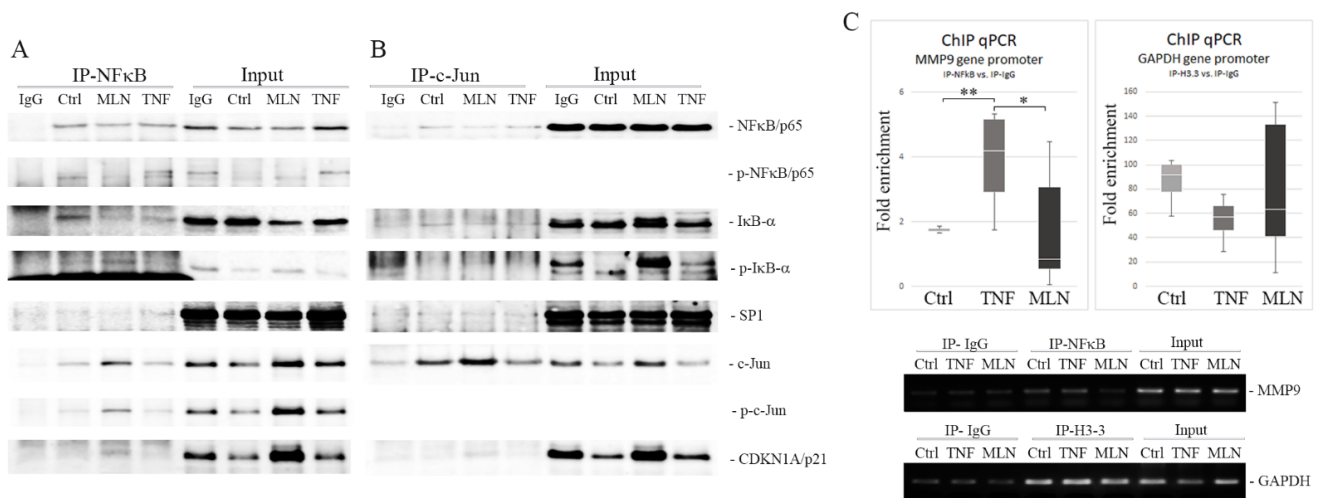 A
IP-NFκB Input
IgG Ctrl MLN TNF IgG Ctrl MLN TNF
B
IP-c-Jun Input
IgG Ctrl MLN TNF IgG Ctrl MLN TNF
- NFκB/p65
- p-NFκB/p65
- IκB-α
- p-IκB-α
- SP1
- c-Jun
- p-c-Jun
- CDKN1A/p21
C
ChIP qPCR
MMP9 gene promoter
IP-NFkB vs. IP-IgG
Fold enrichment
6
4
2
0
** *
Ctrl TNF MLN
ChIP qPCR
GAPDH gene promoter
IP-H3.3 vs. IP-IgG
Fold enrichment
160
140
120
100
80
60
40
20
0
Ctrl TNF MLN
IP- IgG IP-NFκB Input
Ctrl TNF MLN Ctrl TNF MLN Ctrl TNF MLN
- MMP9
IP- IgG IP-H3-3 Input
Ctrl TNF MLN Ctrl TNF MLN Ctrl TNF MLN
- GAPDH